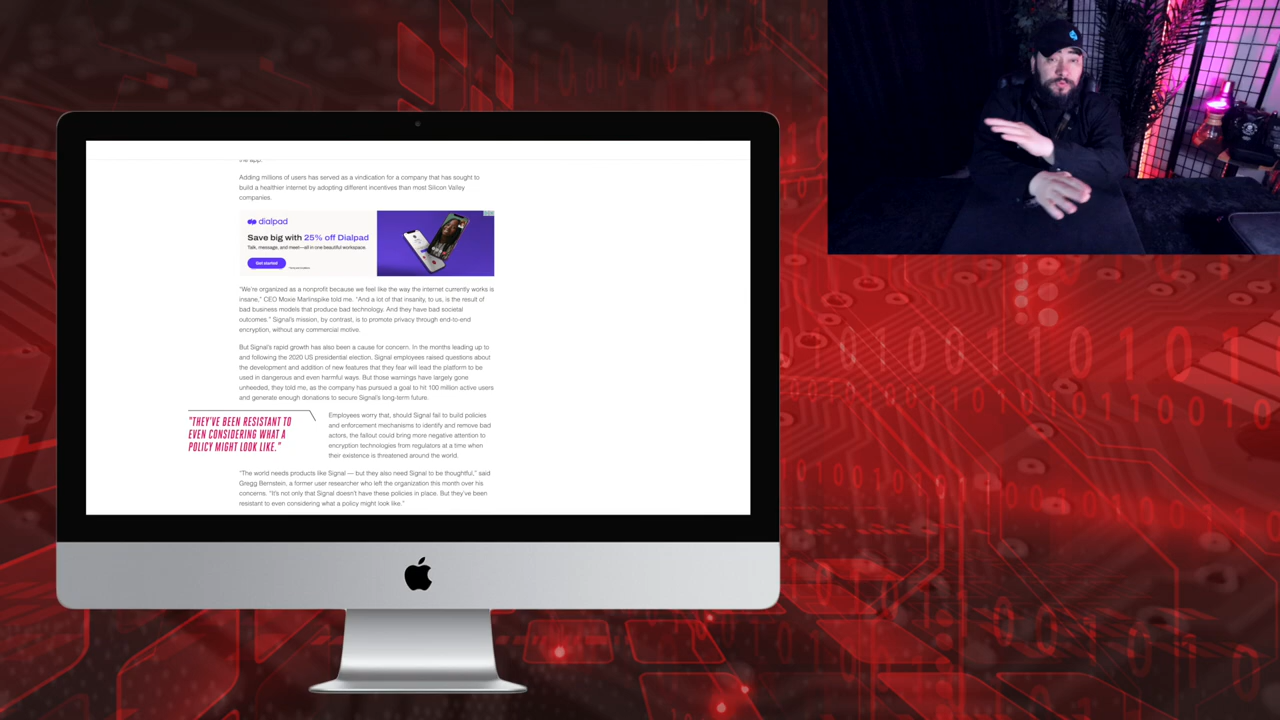 the app.
Adding millions of users has served as a vindication for a company that has sought to
build a healthier internet by adopting different incentives than most Silicon Valley
companies.
dialpad
Save big with 25% off Dialpad
Talk, message, and meet—all in one beautiful workspace.
Get started
"We're organized as a nonprofit because we feel like the way the internet currently works is
insane," CEO Moxie Marlinspike told me. "And a lot of that insanity, to us, is the result of
bad business models that produce bad technology. And they have bad societal
outcomes." Signal's mission, by contrast, is to promote privacy through end-to-end
encryption, without any commercial motive.
But Signal's rapid growth has also been a cause for concern. In the months leading up to
and following the 2020 US presidential election, Signal employees raised questions about
the development and addition of new features that they fear will lead the platform to be
used in dangerous and even harmful ways. But those warnings have largely gone
unheeded, they told me, as the company has pursued a goal to hit 100 million active users
and generate enough donations to secure Signal's long-term future.
"THEY'VE BEEN RESISTANT TO
EVEN CONSIDERING WHAT A
POLICY MIGHT LOOK LIKE."
Employees worry that, should Signal fail to build policies
and enforcement mechanisms to identify and remove bad
actors, the fallout could bring more negative attention to
encryption technologies from regulators at a time when
their existence is threatened around the world.
"The world needs products like Signal — but they also need Signal to be thoughtful," said
Gregg Bernstein, a former user researcher who left the organization this month over his
concerns. "It's not only that Signal doesn't have these policies in place. But they've been
resistant to even considering what a policy might look like."